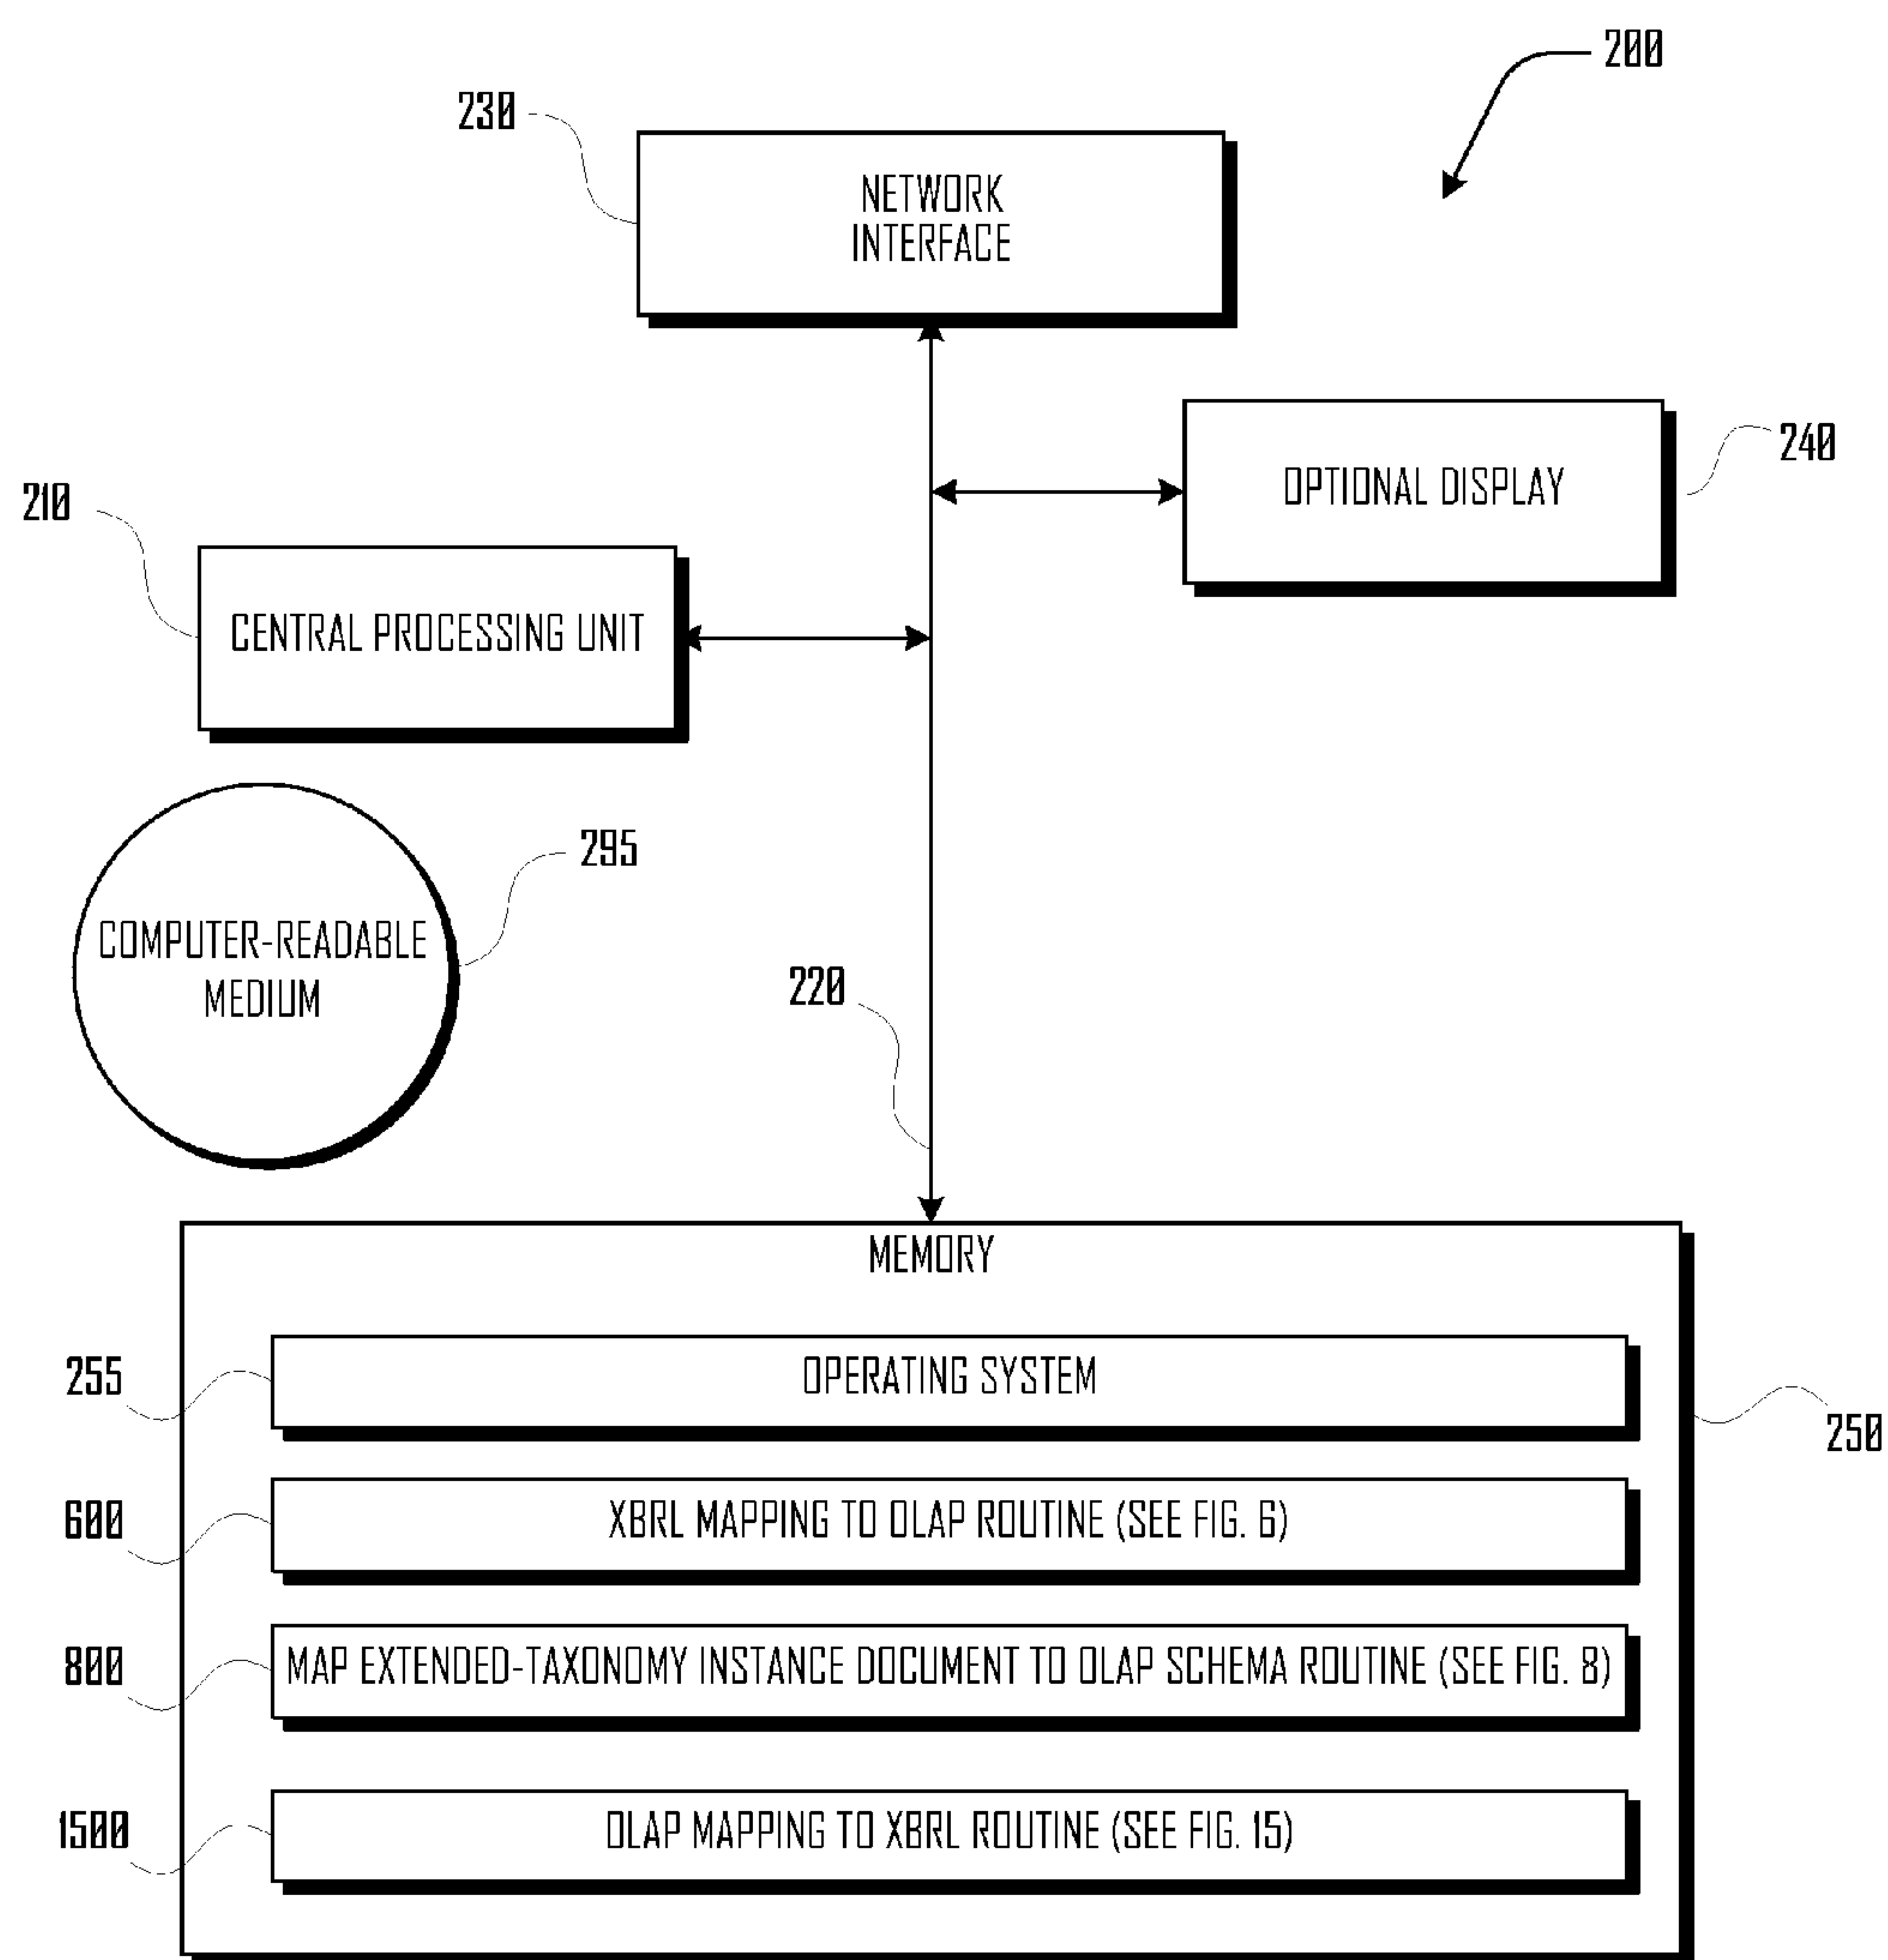 200
230
NETWORK
INTERFACE
240
OPTIONAL DISPLAY
210
CENTRAL PROCESSING UNIT
295
COMPUTER-READABLE
MEDIUM
220
MEMORY
255
OPERATING SYSTEM
250
600
XBRL MAPPING TO OLAP ROUTINE (SEE FIG. 6)
800
MAP EXTENDED-TAXONOMY INSTANCE DOCUMENT TO OLAP SCHEMA ROUTINE (SEE FIG. 8)
1500
OLAP MAPPING TO XBRL ROUTINE (SEE FIG. 15)